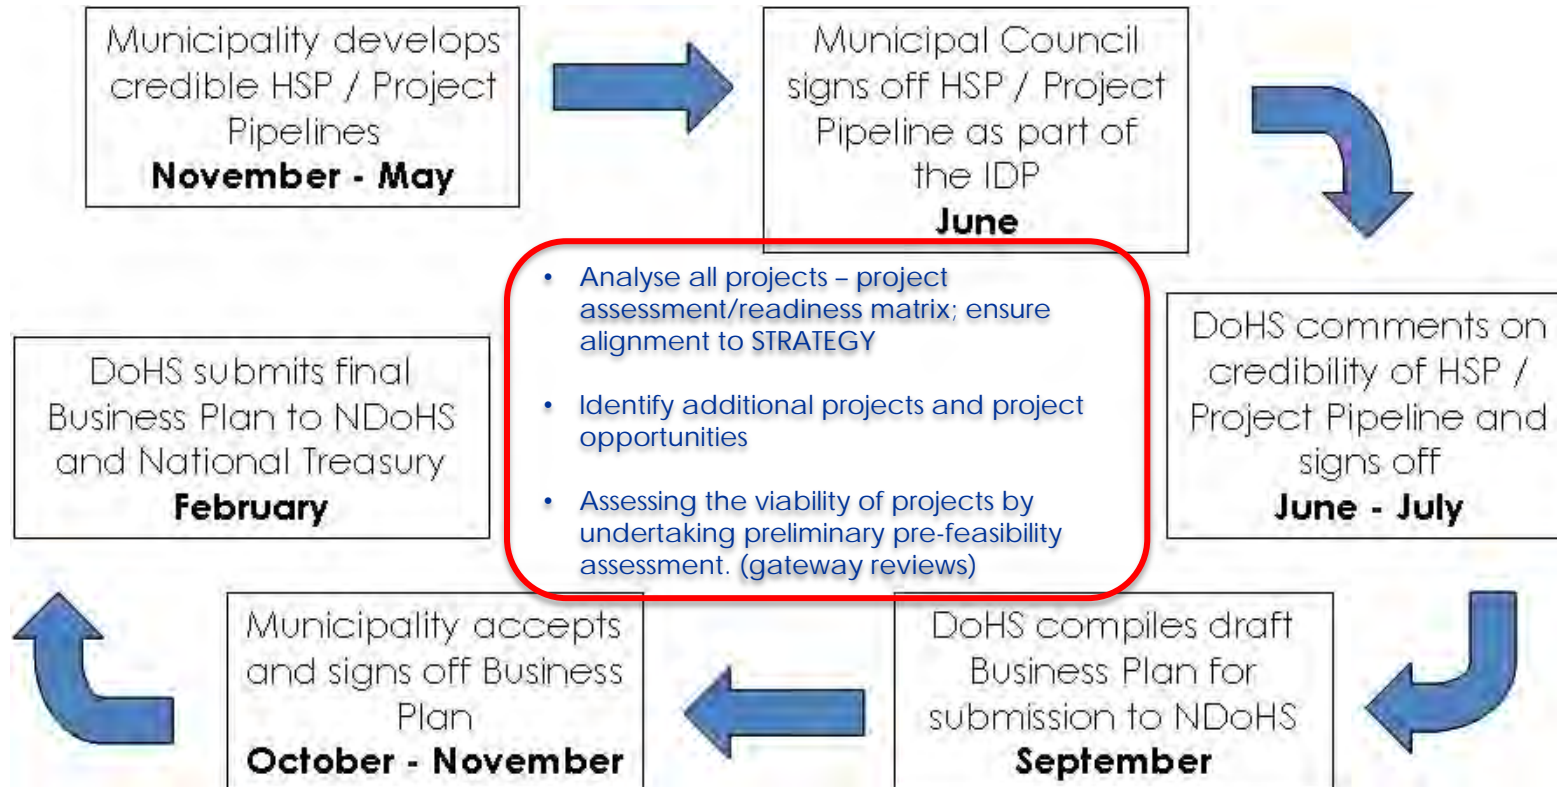 Municipality develops
credible HSP / Project
Pipelines
November - May
Municipal Council
signs off HSP / Project
Pipeline as part of
the IDP
June
DoHS comments on
credibility of HSP /
Project Pipeline and
signs off
June - July
DoHS compiles draft
Business Plan for
submission to NDoHS
September
Municipality accepts
and signs off Business
Plan
October - November
DoHS submits final
Business Plan to NDoHS
and National Treasury
February
• Analyse all projects – project
assessment/readiness matrix; ensure
alignment to STRATEGY
• Identify additional projects and project
opportunities
• Assessing the viability of projects by
undertaking preliminary pre-feasibility
assessment. (gateway reviews)